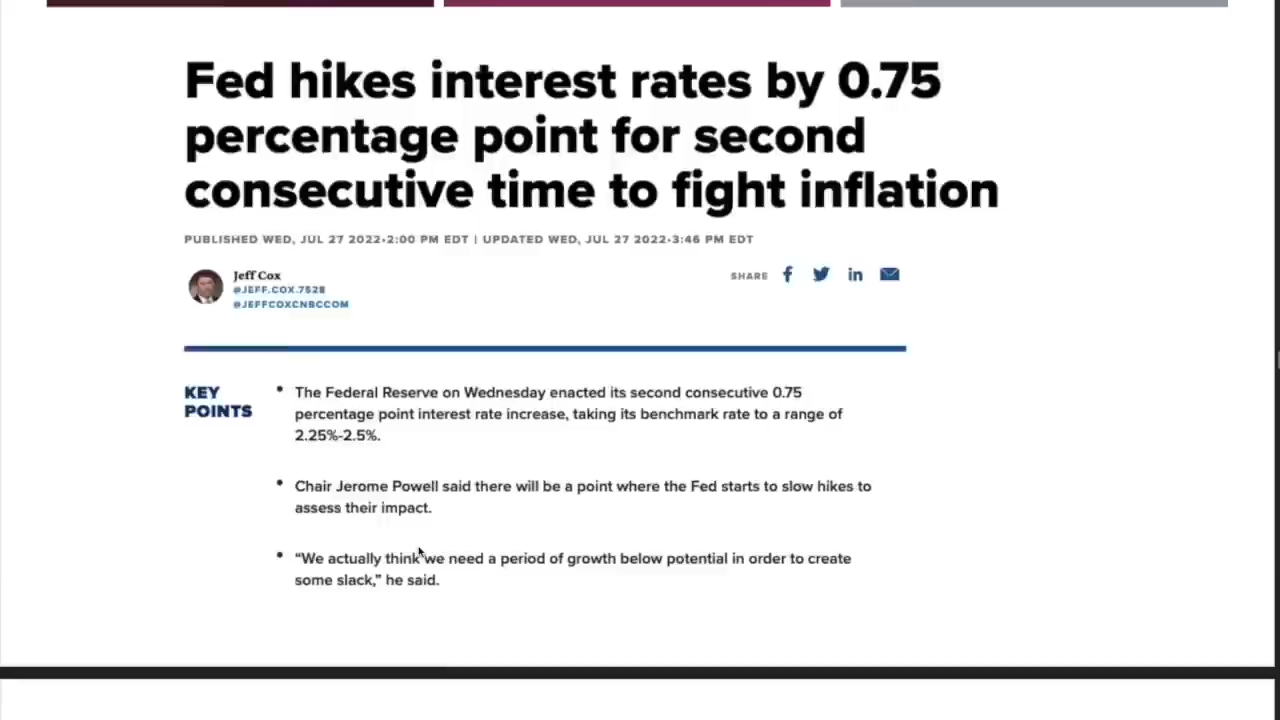 Fed hikes interest rates by 0.75
percentage point for second
consecutive time to fight inflation
PUBLISHED WED, JUL 27 2022•2:00 PM EDT | UPDATED WED, JUL 27 2022•3:46 PM EDT
Jeff Cox
@JEFF.COX.7528
@JEFFCOXCNBCCOM
SHARE
KEY
POINTS
• The Federal Reserve on Wednesday enacted its second consecutive 0.75
percentage point interest rate increase, taking its benchmark rate to a range of
2.25%-2.5%.
• Chair Jerome Powell said there will be a point where the Fed starts to slow hikes to
assess their impact.
• “We actually think we need a period of growth below potential in order to create
some slack,” he said.